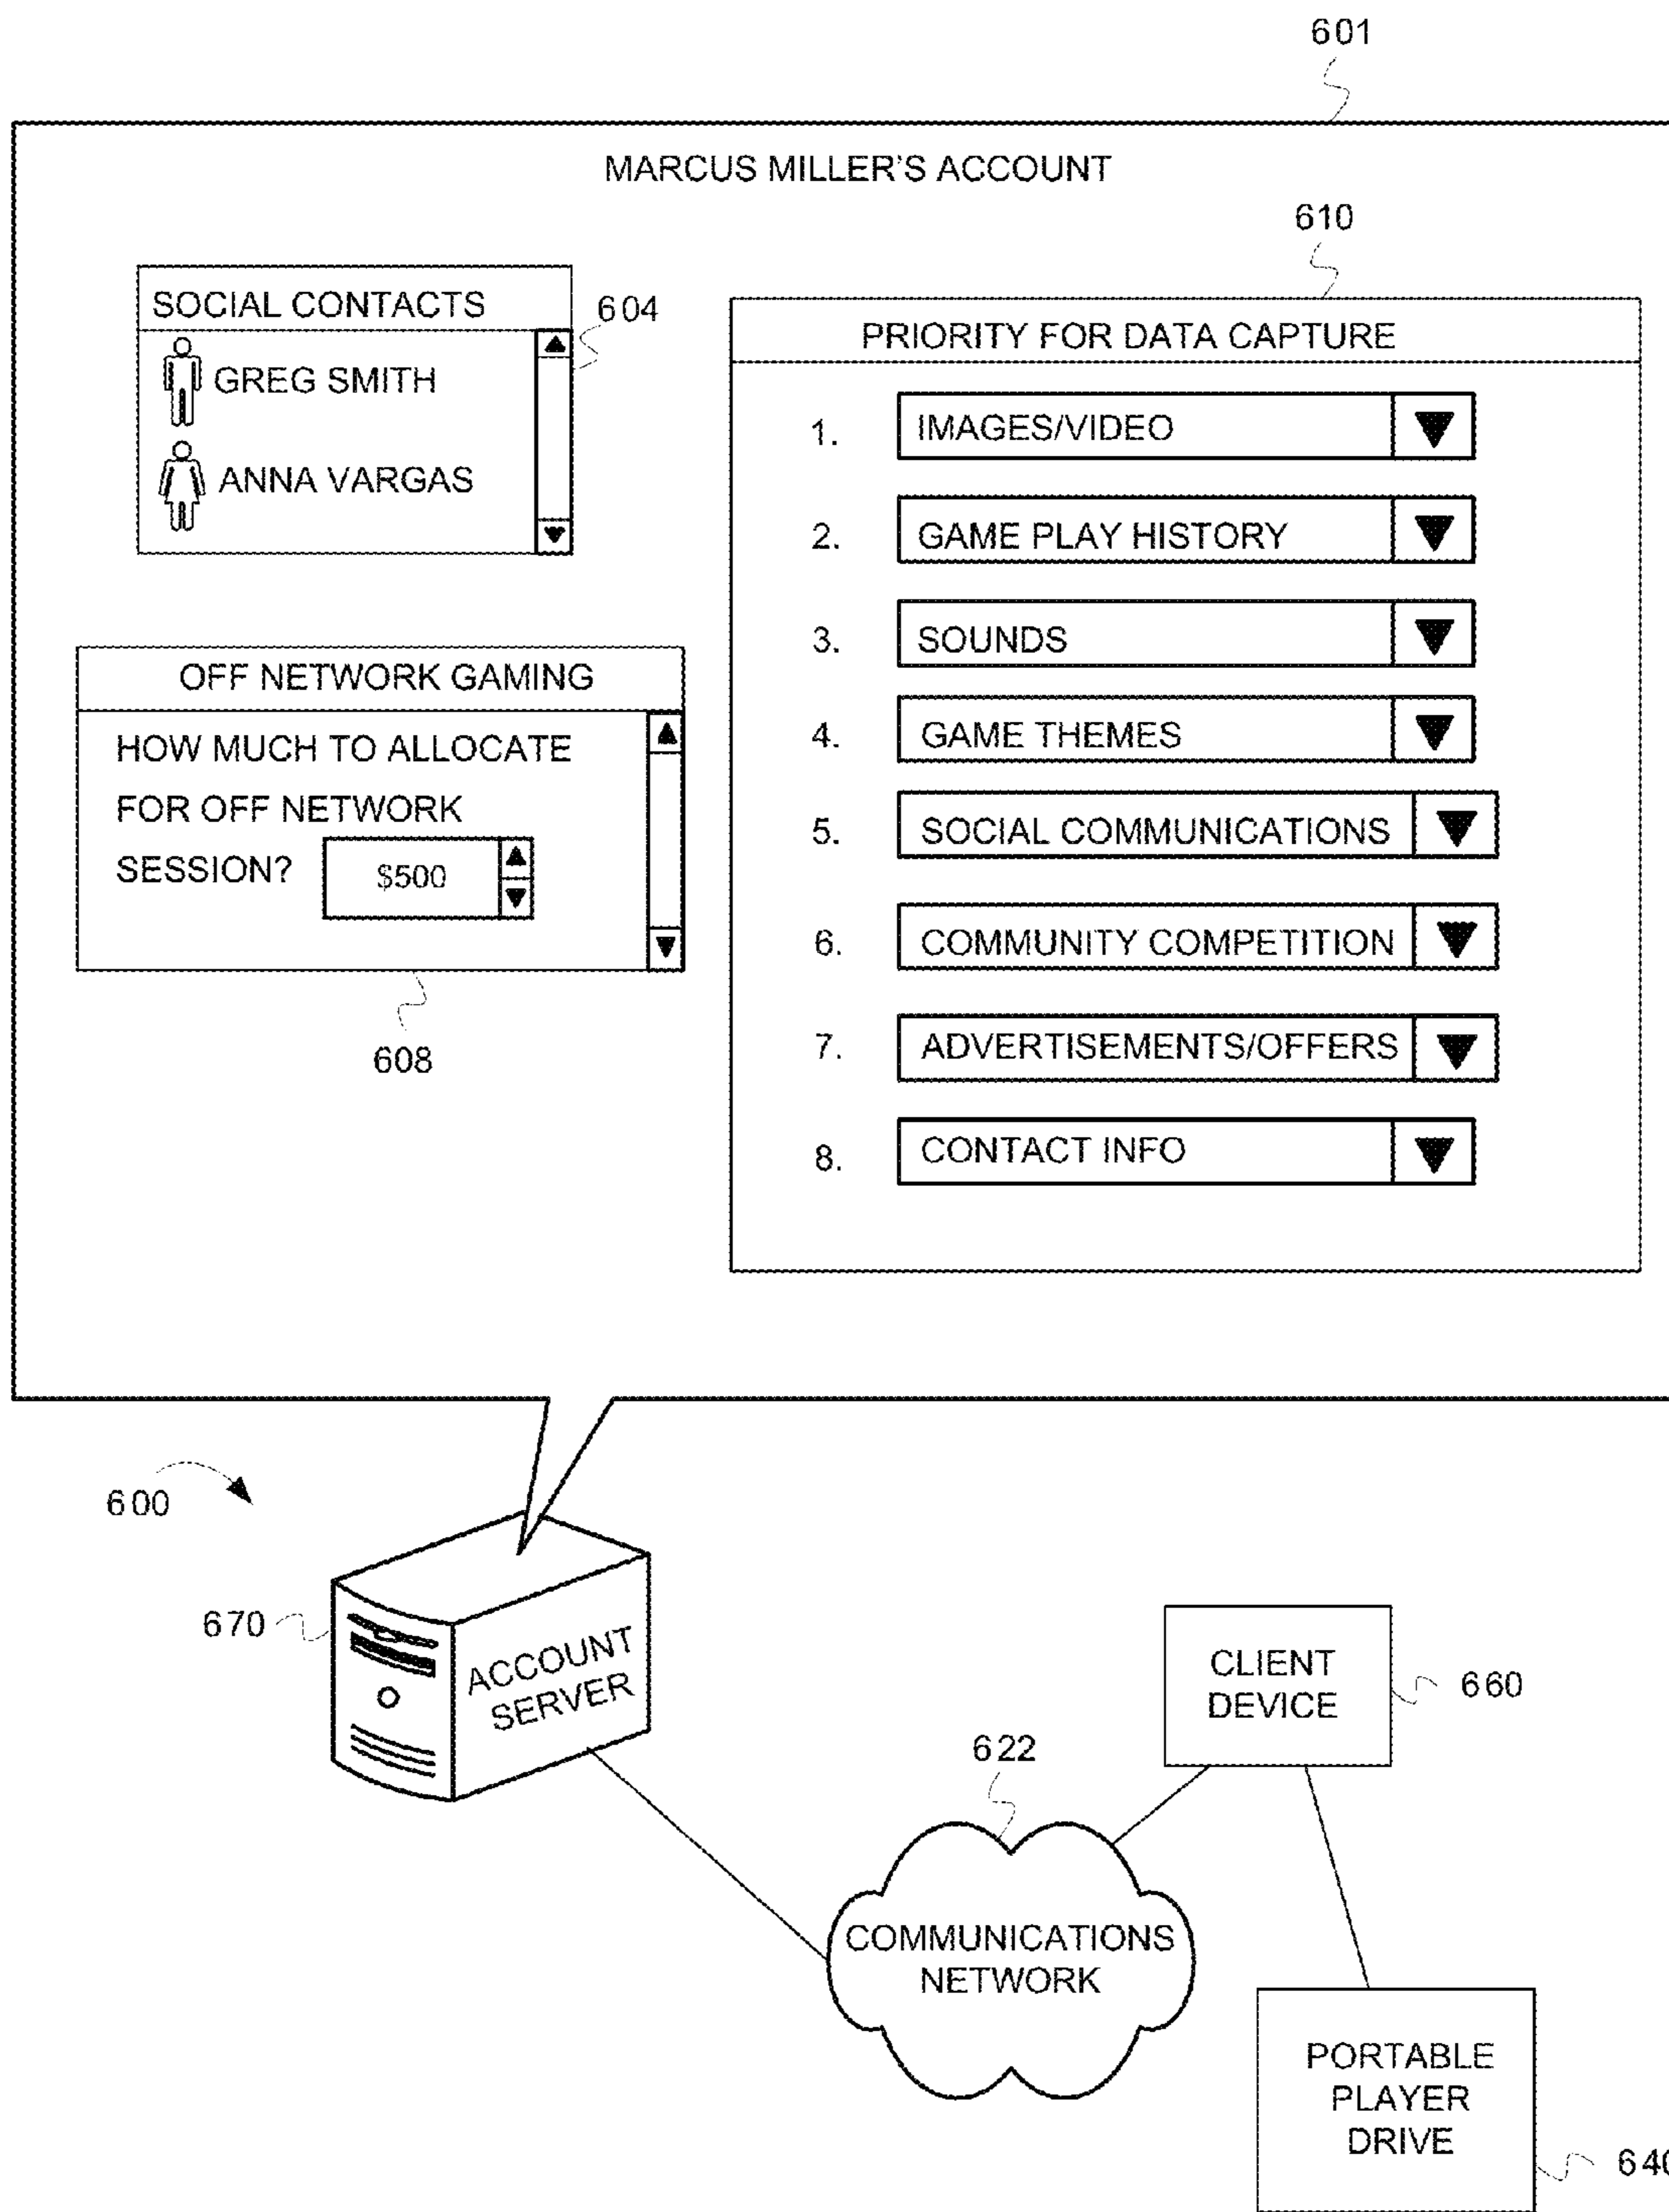 601
MARCUS MILLER'S ACCOUNT
610
SOCIAL CONTACTS
604
GREG SMITH
ANNA VARGAS
OFF NETWORK GAMING
HOW MUCH TO ALLOCATE
FOR OFF NETWORK
SESSION? $500
608
PRIORITY FOR DATA CAPTURE
1. IMAGES/VIDEO
2. GAME PLAY HISTORY
3. SOUNDS
4. GAME THEMES
5. SOCIAL COMMUNICATIONS
6. COMMUNITY COMPETITION
7. ADVERTISEMENTS/OFFERS
8. CONTACT INFO
600
670
ACCOUNT
SERVER
CLIENT
DEVICE
660
622
COMMUNICATIONS
NETWORK
PORTABLE
PLAYER
DRIVE
640